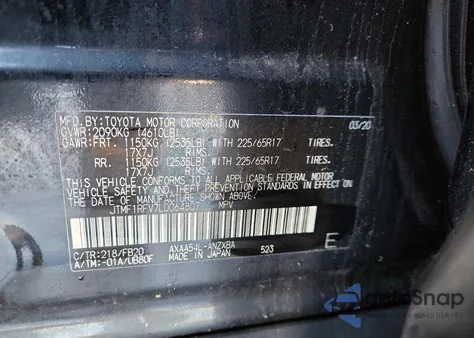 MFD. BY: TOYOTA MOTOR CORPORATION 03/20
GVWR: 2090KG (4610LB)
GAWR: FRT. 1150KG (2535LB) WITH 225/65R17 TIRES.
17X7J RIMS.
RR. 1150KG (2535LB) WITH 225/65R17 TIRES.
17X7J RIMS.
THIS VEHICLE CONFORMS TO ALL APPLICABLE FEDERAL MOTOR
VEHICLE SAFETY AND THEFT PREVENTION STANDARDS IN
EFFECT ON THE DATE OF MANUFACTURE SHOWN ABOVE.
MPV
C/TR: 218/FB20 AXAA54L-ANZXBA 523
A/TM: -01A/UB80F MADE IN JAPAN
E
AutoSnap